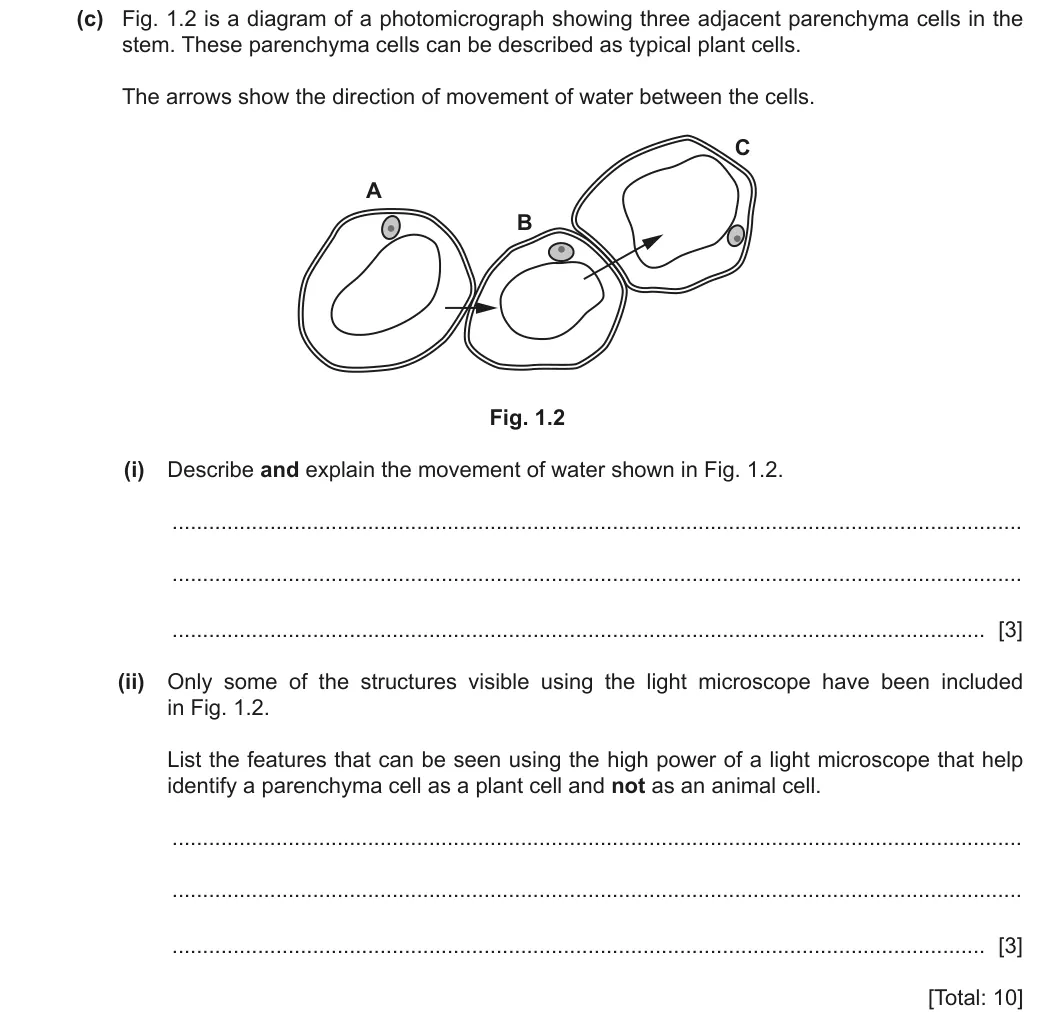 (c) Fig. 1.2 is a diagram of a photomicrograph showing three adjacent parenchyma cells in the
stem. These parenchyma cells can be described as typical plant cells.
The arrows show the direction of movement of water between the cells.
A
B
C
Fig. 1.2
(i) Describe and explain the movement of water shown in Fig. 1.2.
..........................................................................................................................................
..........................................................................................................................................
.................................................................................................................................... [3]
(ii) Only some of the structures visible using the light microscope have been included
in Fig. 1.2.
List the features that can be seen using the high power of a light microscope that help
identify a parenchyma cell as a plant cell and not as an animal cell.
..........................................................................................................................................
..........................................................................................................................................
.................................................................................................................................... [3]
[Total: 10]